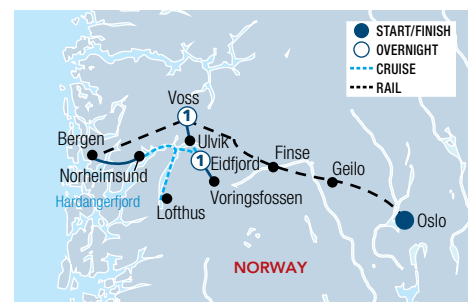 START/FINISH
OVERNIGHT
CRUISE
RAIL
Voss
1
Bergen
Ulvik
1
Eidfjord
Finse
Norheimsund
Geilo
Hardangerfjord
Lofthus
Voringsfossen
Oslo
NORWAY